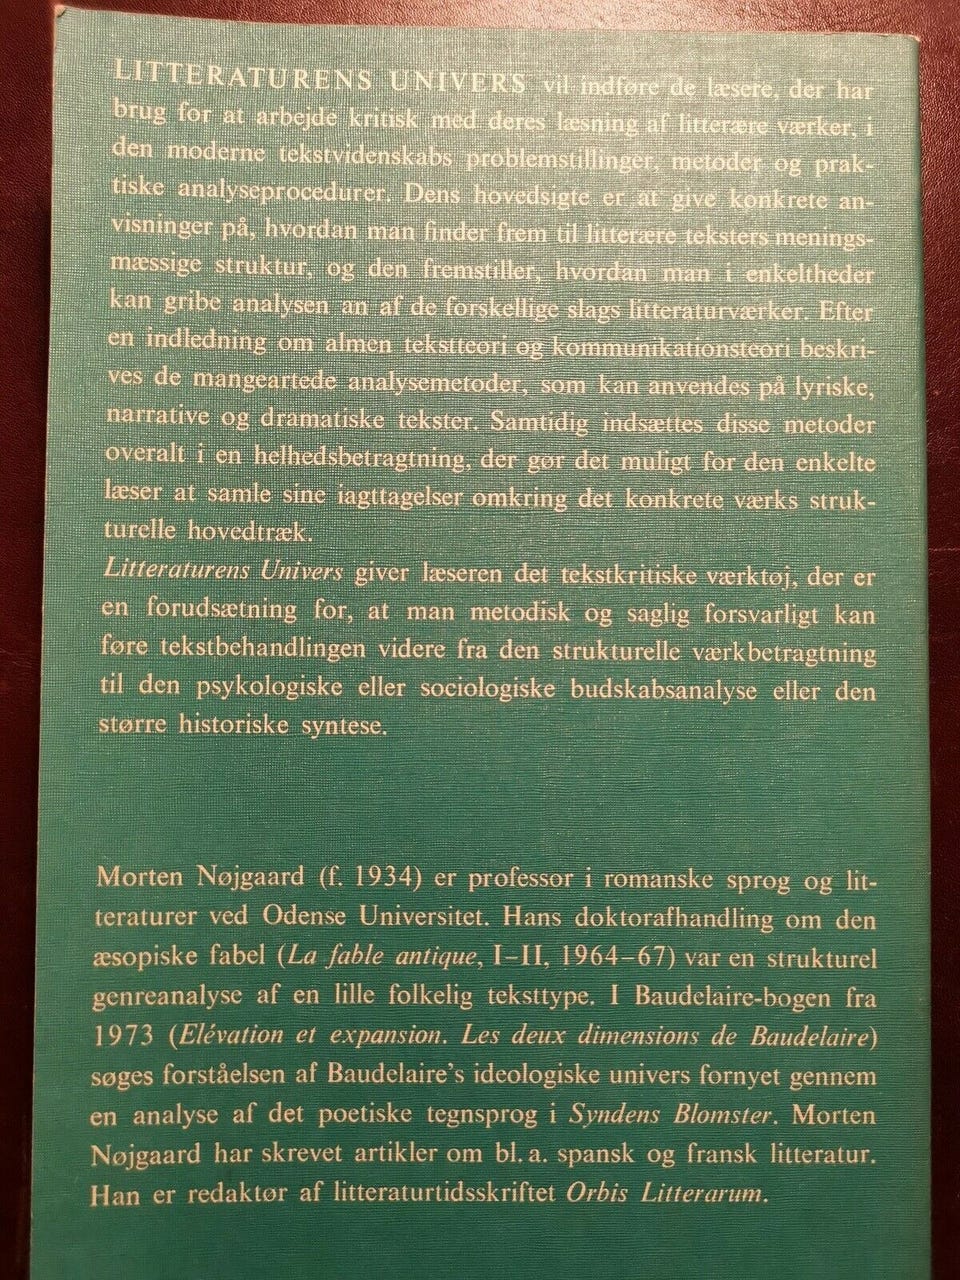 LITTERATURENS UNIVERS vil indføre de læsere, der har
brug for at arbejde kritisk med deres læsning af litterære værker, i
den moderne tekstvidenskabs problemstillinger, metoder og prak-
tiske analyseprocedurer. Dens hovedsigte er at give konkrete an-
visninger på, hvordan man finder frem til litterære teksters menings-
mæssige struktur, og den fremstiller, hvordan man i enkeltheder
kan gribe analysen an af de forskellige slags litteraturværker. Efter
en indledning om almen tekstteori og kommunikationsteori beskri-
ves de mangeartede analysemetoder, som kan anvendes på lyriske,
narrative og dramatiske tekster. Samtidig indsættes disse metoder
overalt i en helhedsbetragtning, der gør det muligt for den enkelte
læser at samle sine iagttagelser omkring det konkrete værks struk-
turelle hovedtræk.
Litteraturens Univers giver læseren det tekstkritiske værktøj, der er
en forudsætning for, at man metodisk og saglig forsvarligt kan
føre tekstbehandlingen videre fra den strukturelle værkbetragtning
til den psykologiske eller sociologiske budskabsanalyse eller den
større historiske syntese.
Morten Nøjgaard (f. 1934) er professor i romanske sprog og lit-
teraturer ved Odense Universitet. Hans doktorafhandling om den
æsopiske fabel (La fable antique, I–II, 1964–67) var en strukturel
genreanalyse af en lille folkelig teksttype. I Baudelaire-bogen fra
1973 (Elévation et expansion. Les deux dimensions de Baudelaire)
søges forståelsen af Baudelaire's ideologiske univers fornyet gennem
en analyse af det poetiske tegnsprog i Syndens Blomster. Morten
Nøjgaard har skrevet artikler om bl. a. spansk og fransk litteratur.
Han er redaktør af litteraturtidsskriftet Orbis Litterarum.